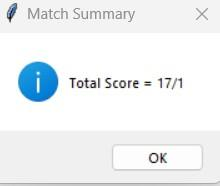 Match Summary
Total Score = 17/1
OK